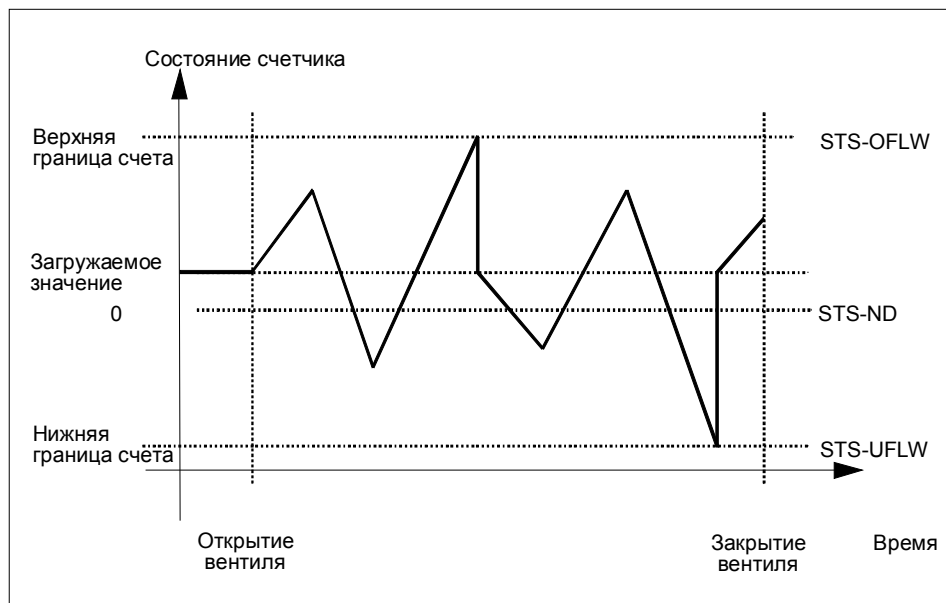 Состояние счетчика
Верхняя
граница счета
STS-OFLW
Загружаемое
значение
0
STS-ND
Нижняя
граница счета
STS-UFLW
Открытие
вентиля
Закрытие
вентиля
Время